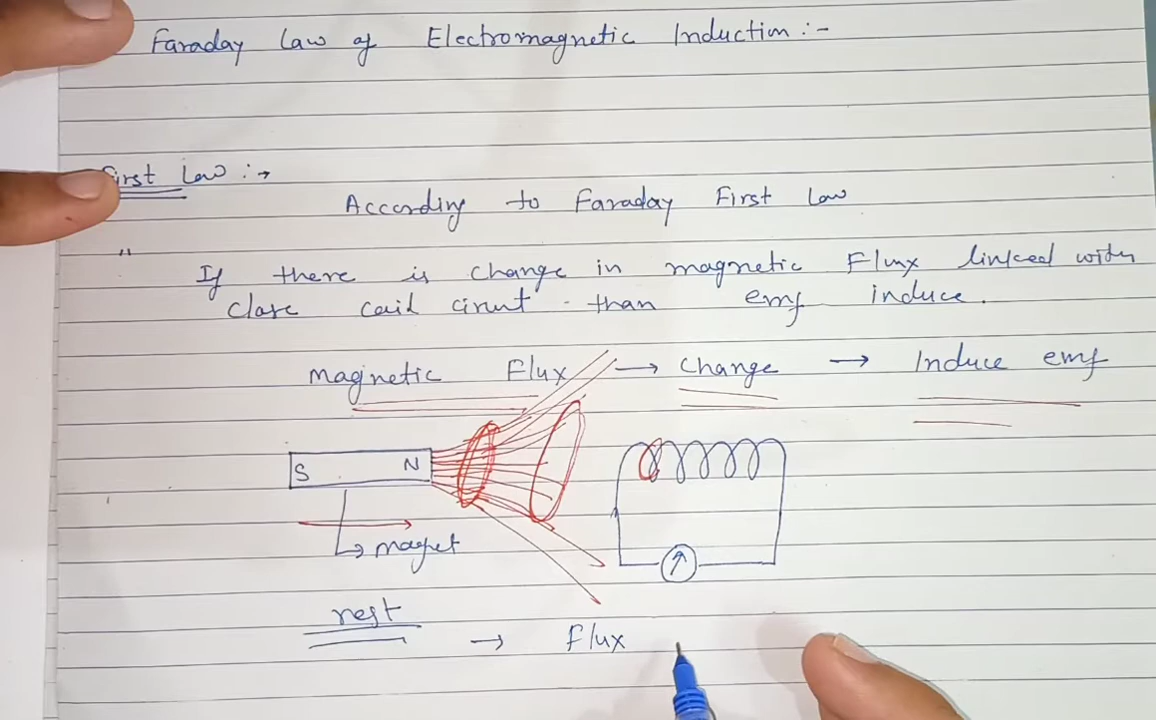 Faraday Law of Electromagnetic Induction :-
First Law :→
According to Faraday First Law
" If there is change in magnetic Flux linked with
close coil cirut . than emf induce .
Magnetic Flux → Change → Induce emf
S N
→ magnet
rest → Flux